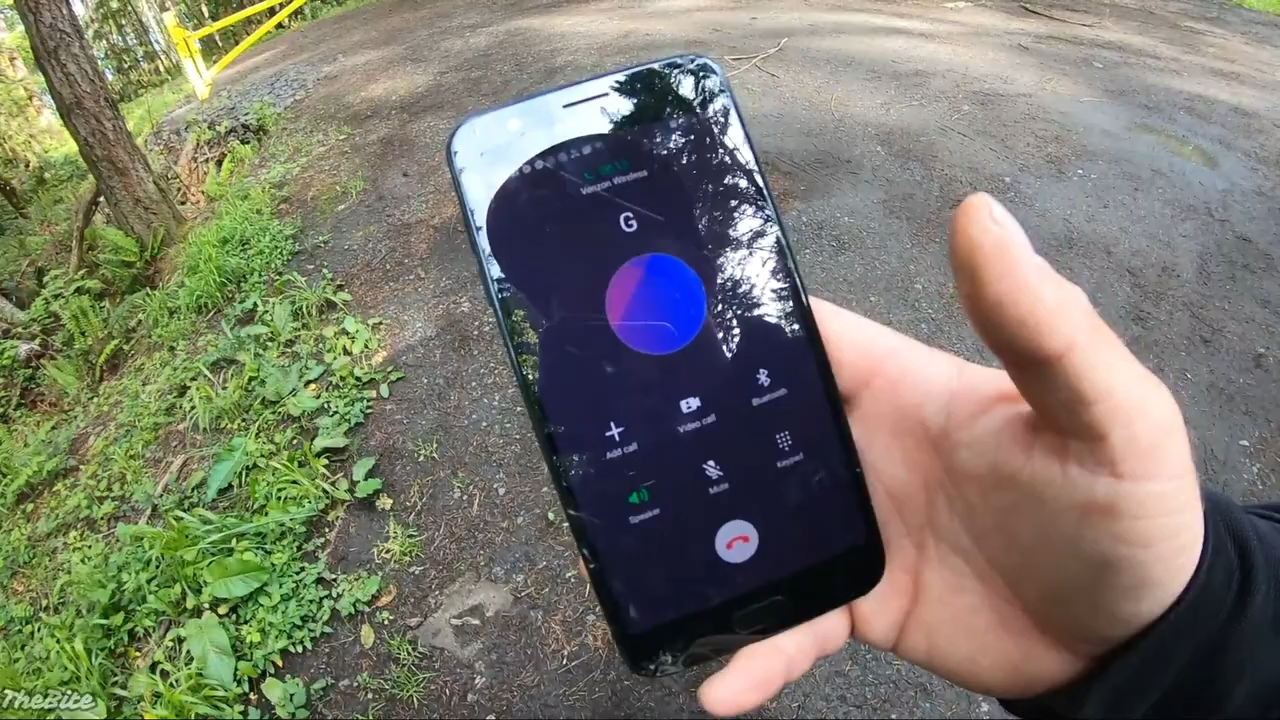 Verizon Wireless
G
Bluetooth
Video call
Add call
Keypad
Mute
Speaker
TheBite